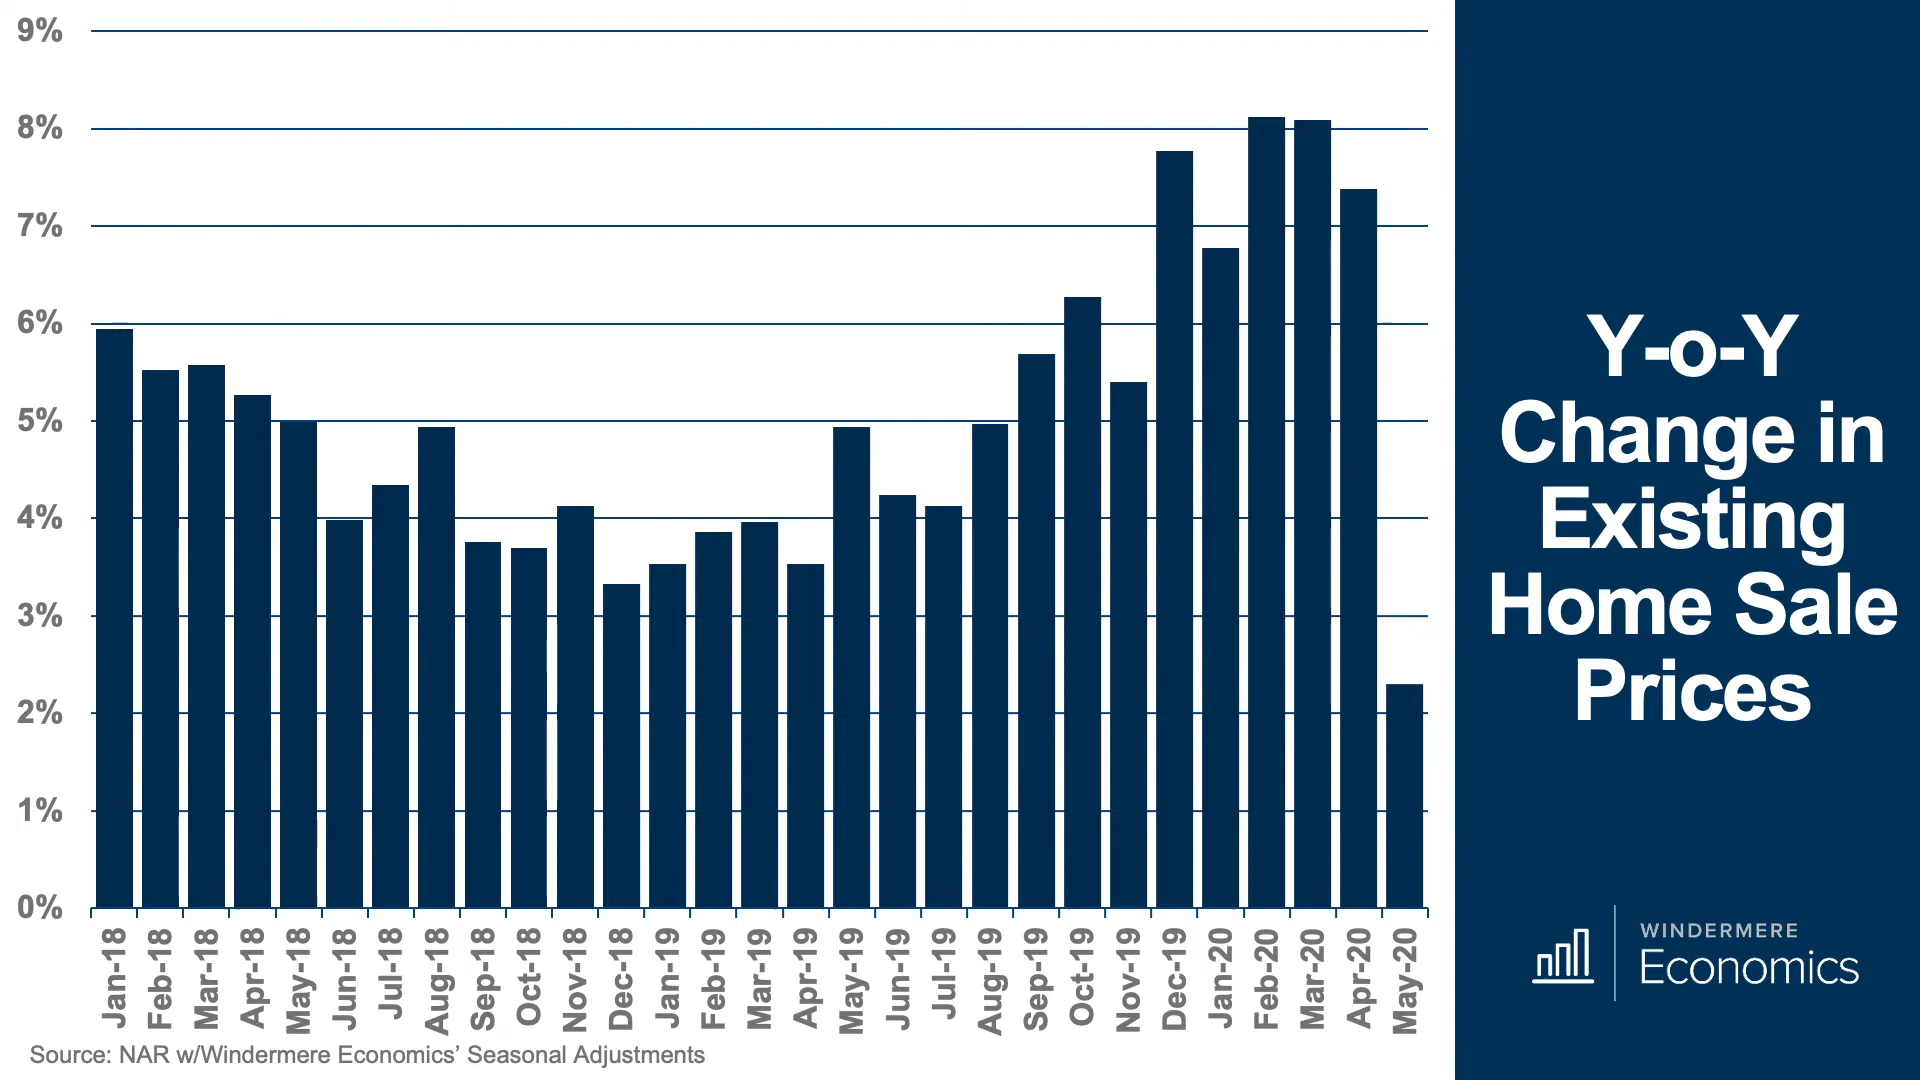 9%
8%
7%
6%
5%
4%
3%
2%
1%
0%
Jan-18
Feb-18
Mar-18
Apr-18
May-18
Jun-18
Jul-18
Aug-18
Sep-18
Oct-18
Nov-18
Dec-18
Jan-19
Feb-19
Mar-19
Apr-19
May-19
Jun-19
Jul-19
Aug-19
Sep-19
Oct-19
Nov-19
Dec-19
Jan-20
Feb-20
Mar-20
Apr-20
May-20
Source: NAR w/Windermere Economics’ Seasonal Adjustments
Y-o-Y
Change in
Existing
Home Sale
Prices
WINDERMERE
Economics